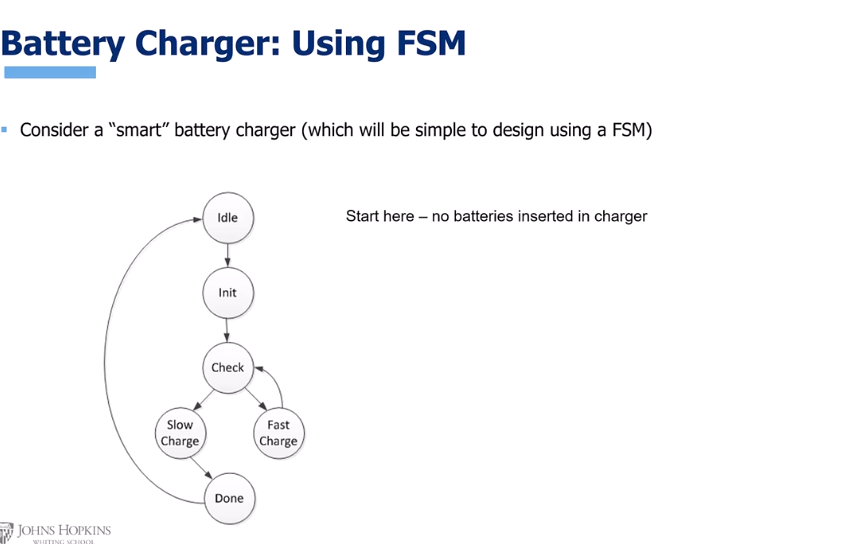 Battery Charger: Using FSM
Consider a “smart” battery charger (which will be simple to design using a FSM)
Idle
Start here – no batteries inserted in charger
Init
Check
Slow
Charge
Fast
Charge
Done
JOHNS HOPKINS
WHITING SCHOOL